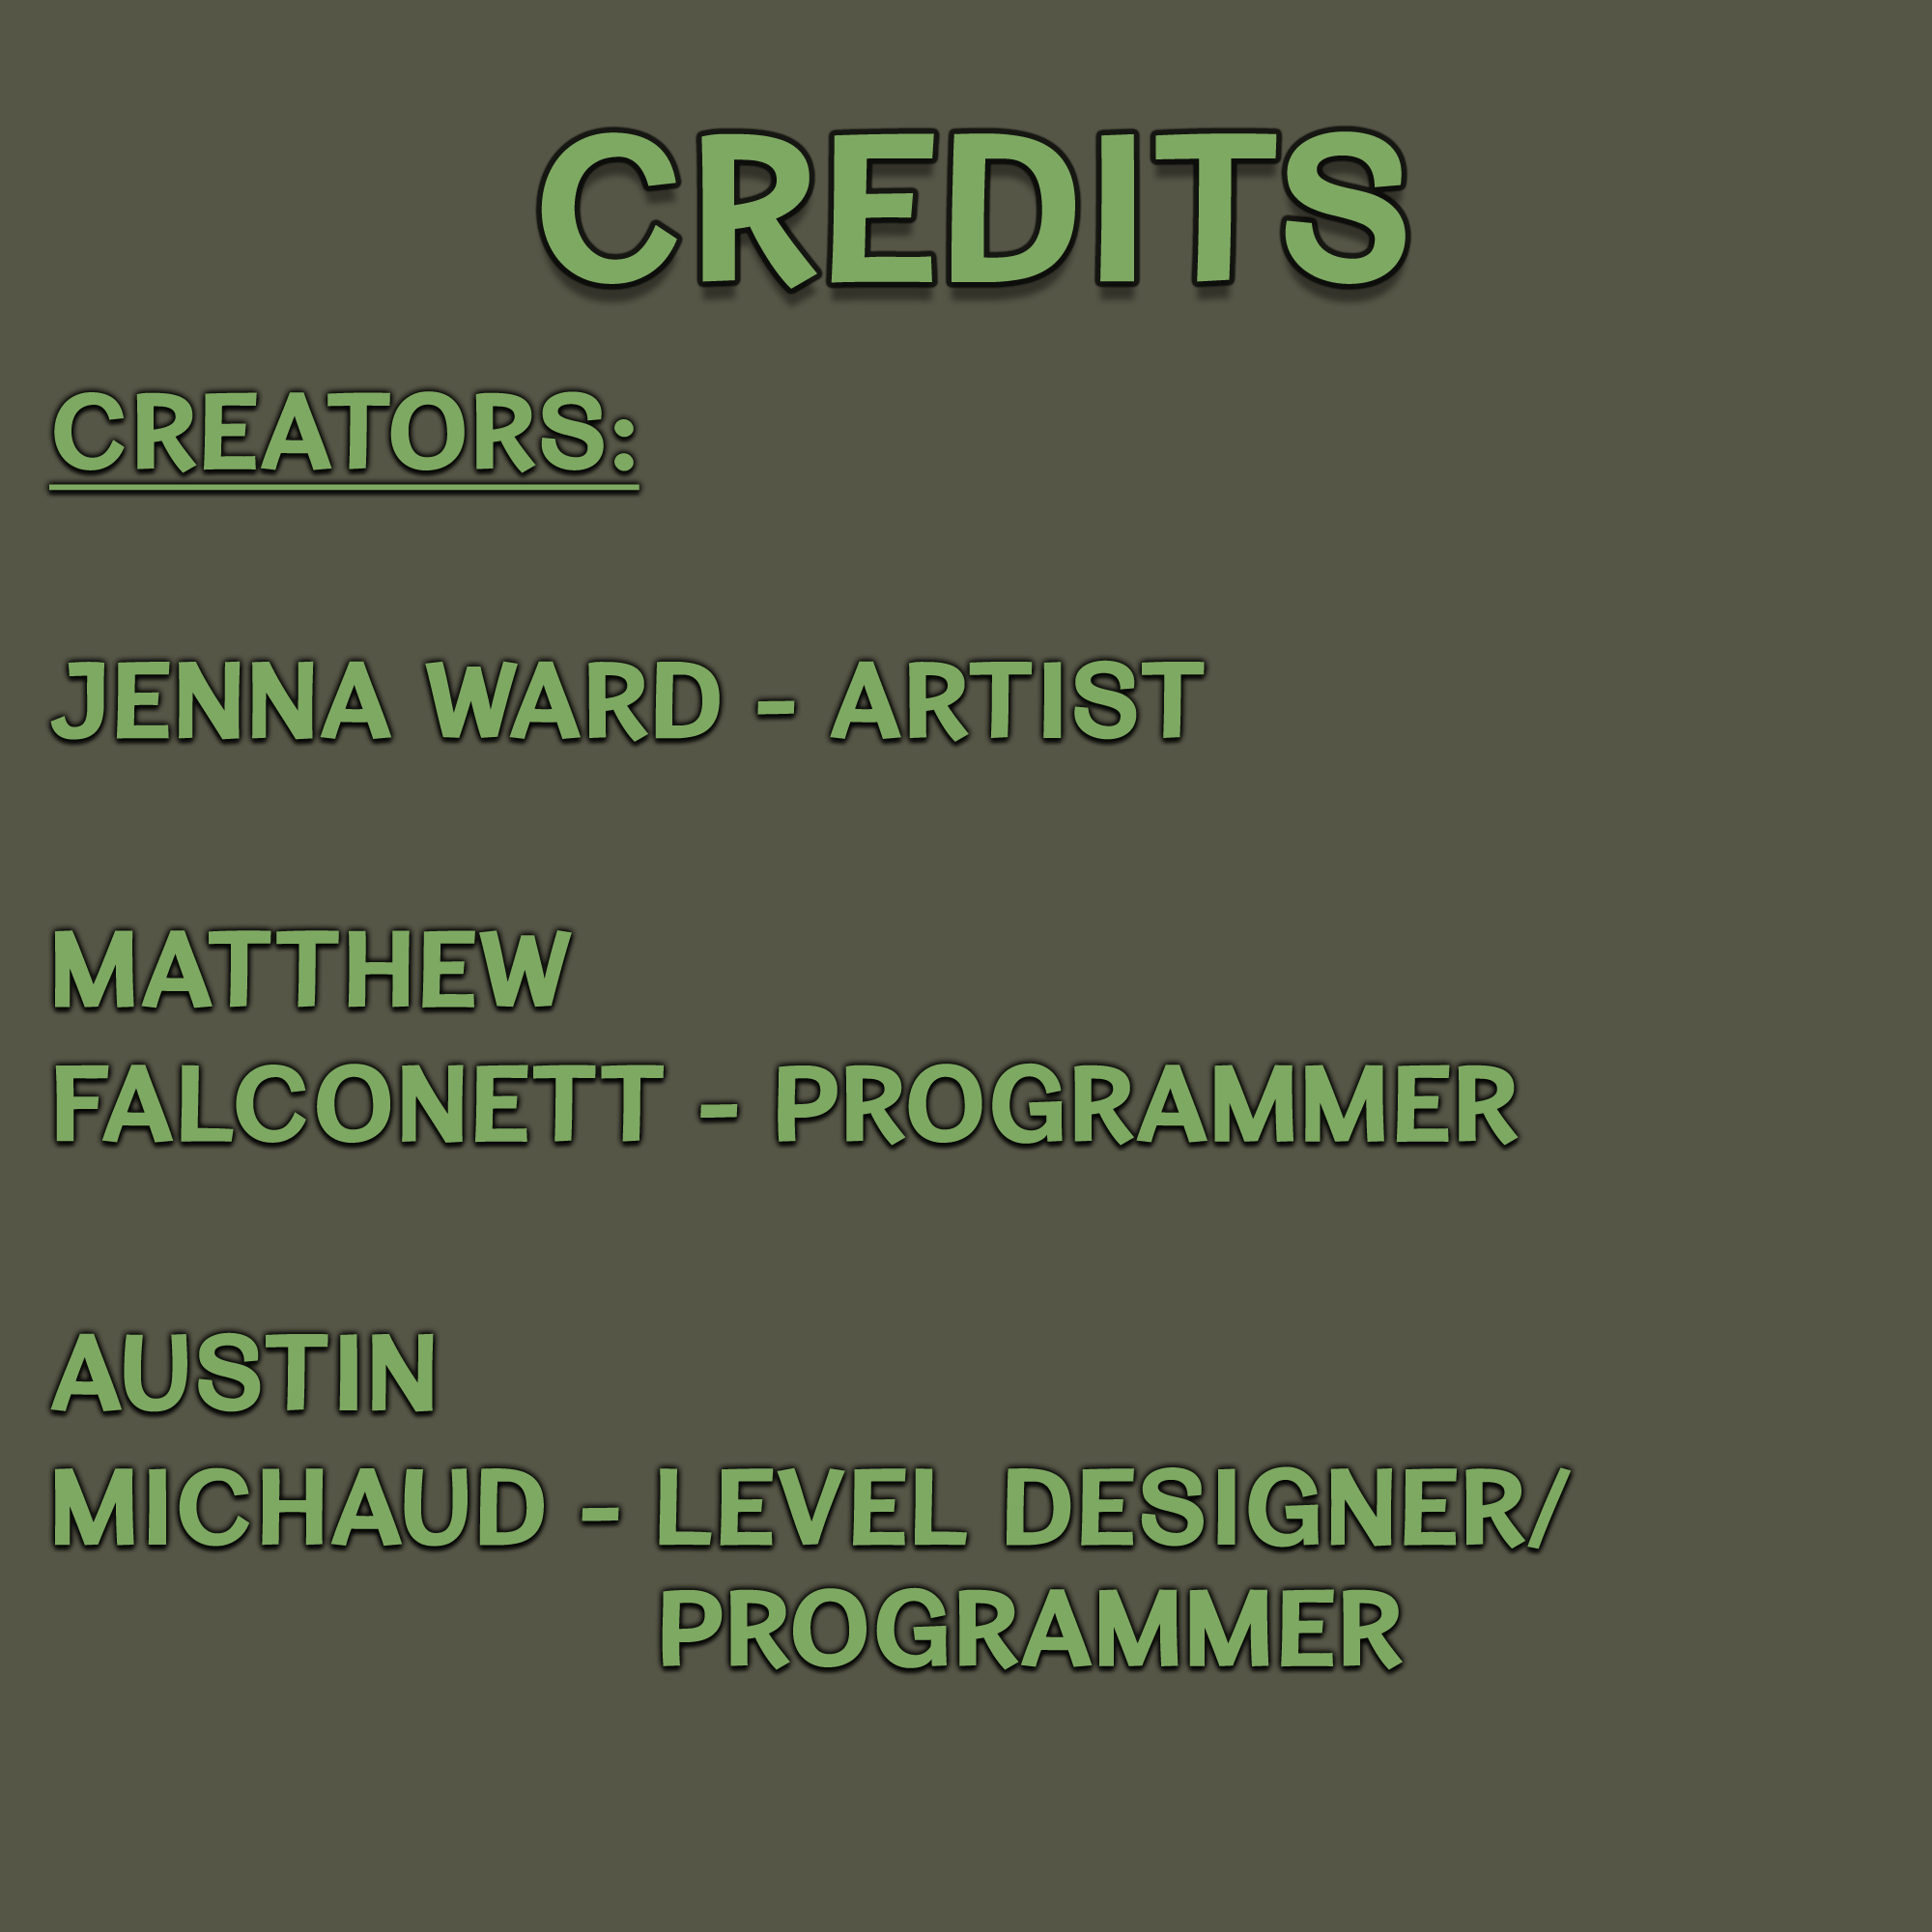 CREDITS
CREATORS:
JENNA WARD - ARTIST
MATTHEW
FALCONETT - PROGRAMMER
AUSTIN
MICHAUD - LEVEL DESIGNER/
PROGRAMMER